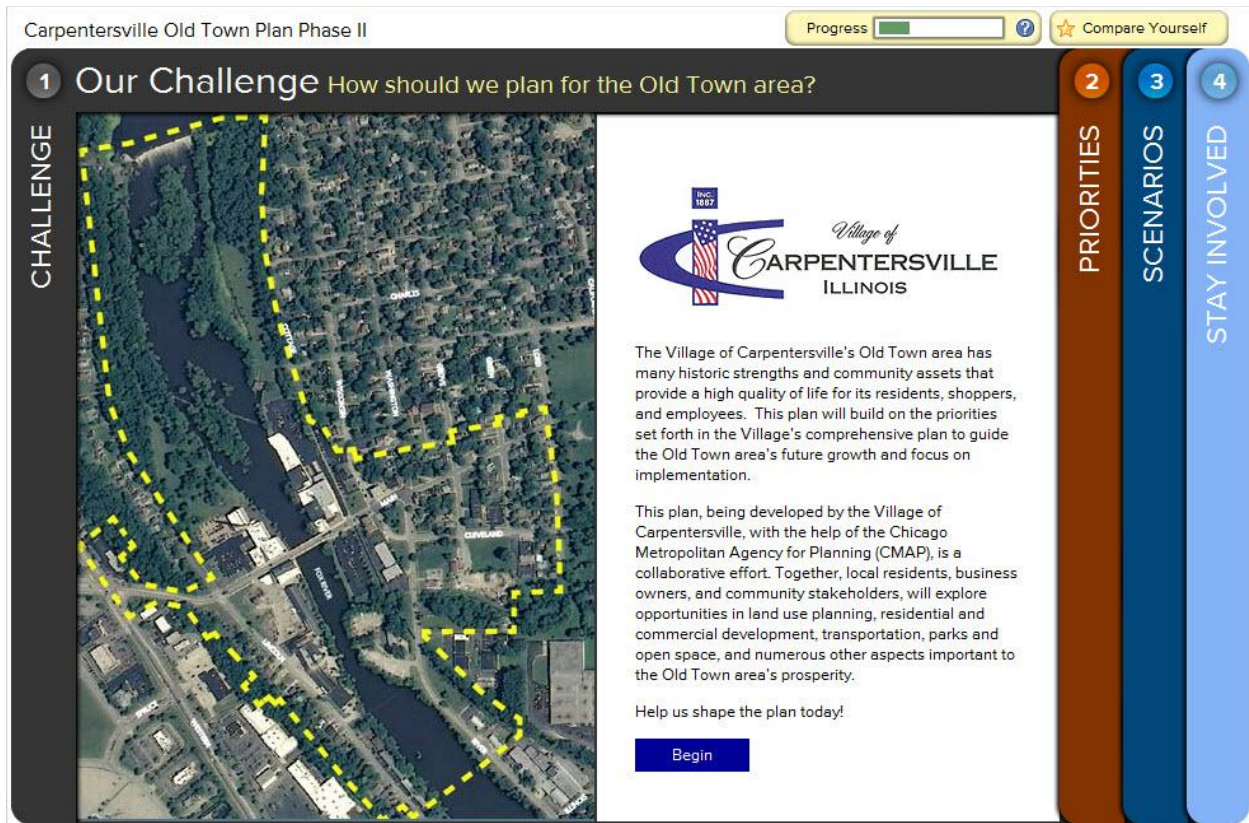 Carpentersville Old Town Plan Phase II
Progress
?
Compare Yourself
1
Our Challenge How should we plan for the Old Town area?
CHALLENGE
CHARLES
COTTAGE
WISCONSIN
WASHINGTON
GROVE
LORD
MAIN
CLEVELAND
FOX RIVER
LINCOLN
WESTERN
RIVER
ILLINOIS
INC.
1887
Village of
CARPENTERSVILLE
ILLINOIS
The Village of Carpentersville's Old Town area has
many historic strengths and community assets that
provide a high quality of life for its residents, shoppers,
and employees. This plan will build on the priorities
set forth in the Village's comprehensive plan to guide
the Old Town area's future growth and focus on
implementation.
This plan, being developed by the Village of
Carpentersville, with the help of the Chicago
Metropolitan Agency for Planning (CMAP), is a
collaborative effort. Together, local residents, business
owners, and community stakeholders, will explore
opportunities in land use planning, residential and
commercial development, transportation, parks and
open space, and numerous other aspects important to
the Old Town area's prosperity.
Help us shape the plan today!
Begin
2
PRIORITIES
3
SCENARIOS
4
STAY INVOLVED